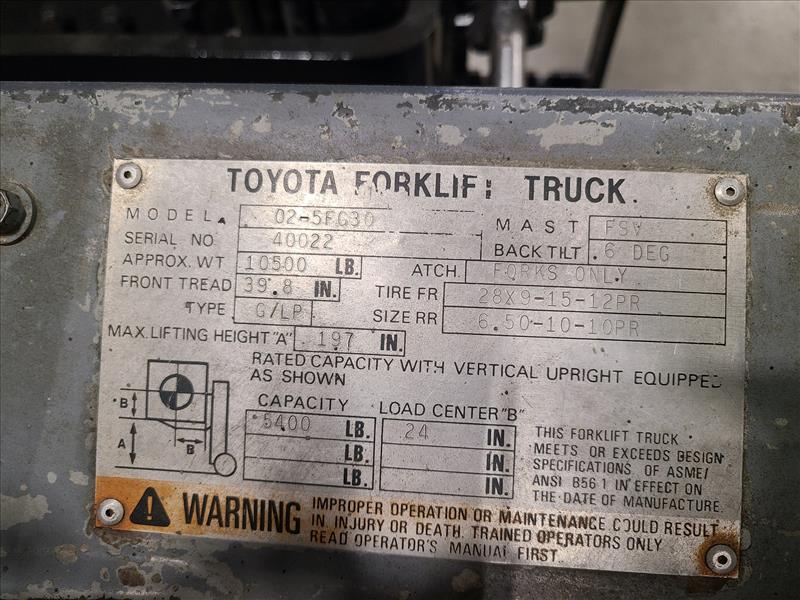 TOYOTA FORKLIFT TRUCK
MODEL 02-5FG30 MAST FSV
SERIAL NO 40022 BACK TILT 6 DEG
APPROX. WT 10500 LB. ATCH. FORKS ONLY
FRONT TREAD 39.8 IN. TIRE FR 28X9-15-12PR
TYPE G/LP SIZE RR 6.50-10-10PR
MAX. LIFTING HEIGHT "A" 197 IN.
RATED CAPACITY WITH VERTICAL UPRIGHT EQUIPPED
AS SHOWN
CAPACITY LOAD CENTER "B"
5400 LB. 24 IN.
LB. IN.
LB. IN.
B
A
B
THIS FORKLIFT TRUCK
MEETS OR EXCEEDS DESIGN
SPECIFICATIONS. OF ASME/
ANSI B56.1 IN EFFECT ON
THE DATE OF MANUFACTURE.
WARNING
IMPROPER OPERATION OR MAINTENANCE COULD RESULT
IN INJURY OR DEATH. TRAINED OPERATORS ONLY
READ OPERATOR'S MANUAL FIRST.